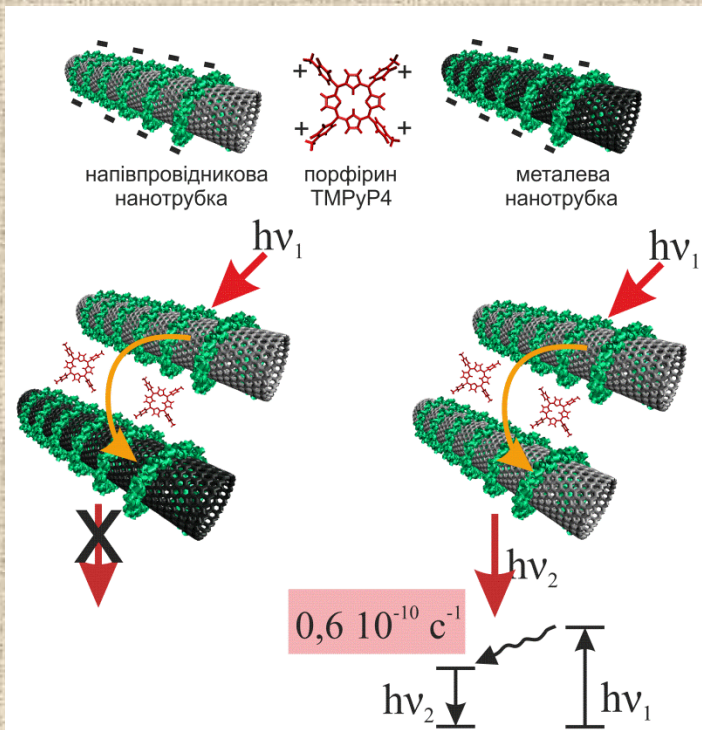 напівпровідникова
нанотрубка
порфірин
TMPyP4
металева
нанотрубка
hν₁
hν₁
hν₂
0,6 10⁻¹⁰ c⁻¹
hν₂
hν₁